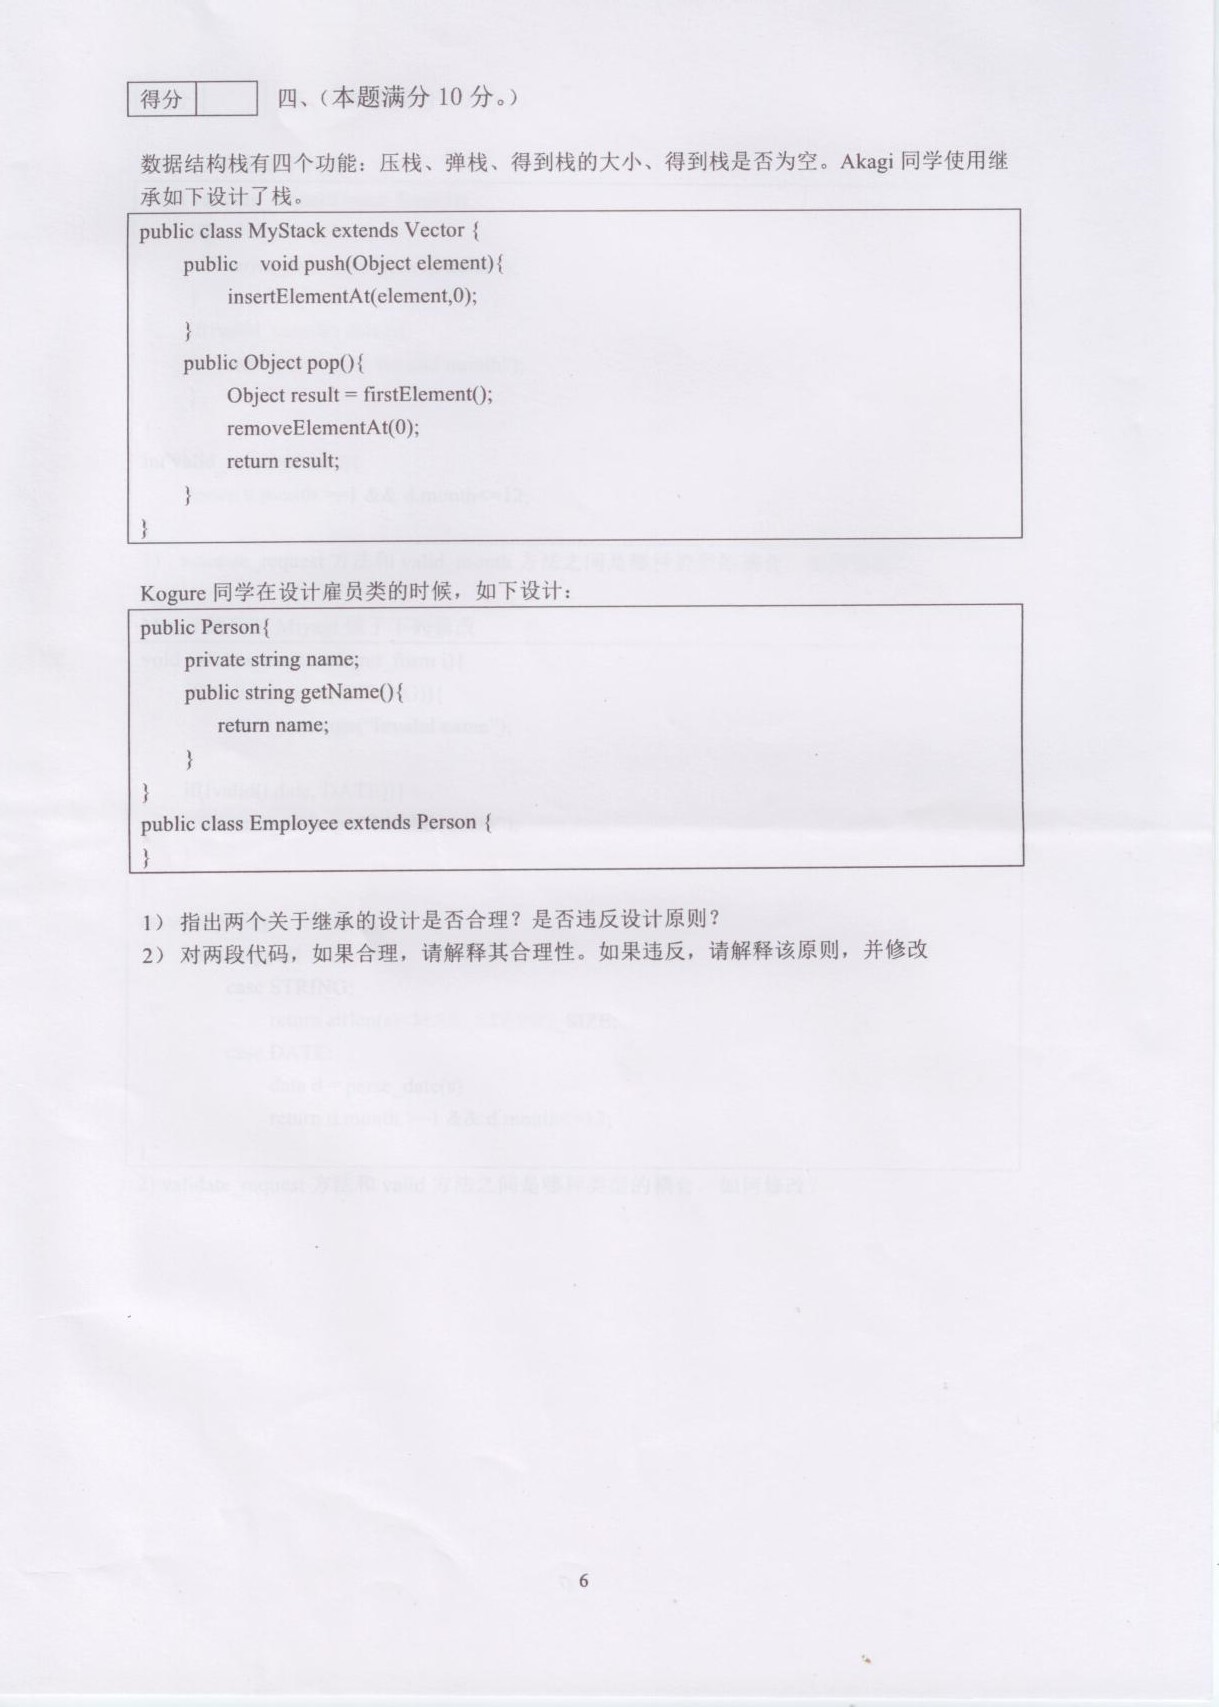 得分 四、（本题满分 10 分。）
数据结构栈有四个功能：压栈、弹栈、得到栈的大小、得到栈是否为空。Akagi 同学使用继
承如下设计了栈。
public class MyStack extends Vector {
public void push(Object element){
insertElementAt(element,0);
}
public Object pop(){
Object result = firstElement();
removeElementAt(0);
return result;
}
}
Kogure 同学在设计雇员类的时候，如下设计：
public Person{
private string name;
public string getName(){
return name;
}
}
public class Employee extends Person {
}
1） 指出两个关于继承的设计是否合理？是否违反设计原则？
2） 对两段代码，如果合理，请解释其合理性。如果违反，请解释该原则，并修改
6